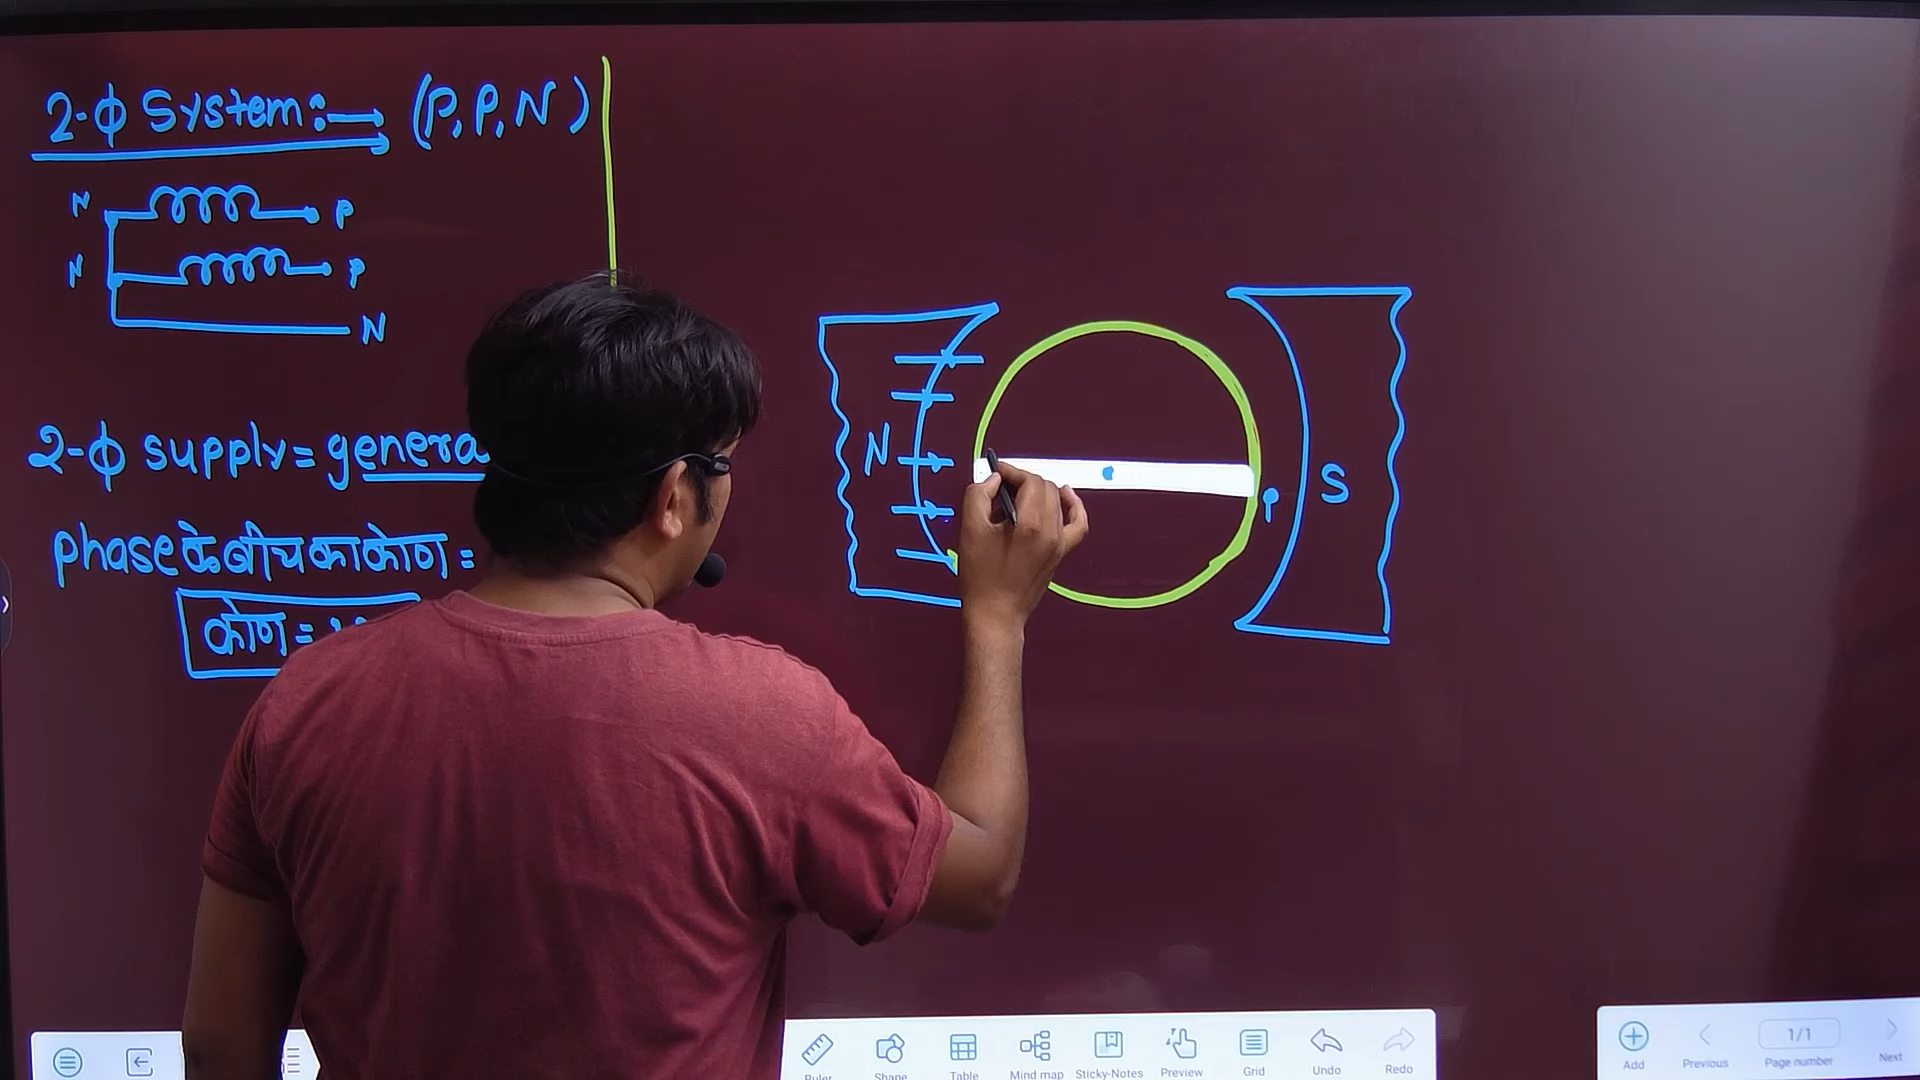 2-φ System:→ (P, P, N)
N P
N P
N
2-φ supply = genera
phase के बीच का कोण =
कोण =
N
P
S
Ruler Shape Table Mind map Sticky-Notes Preview Grid Undo Redo
Add Previous 1/1 Page number Next